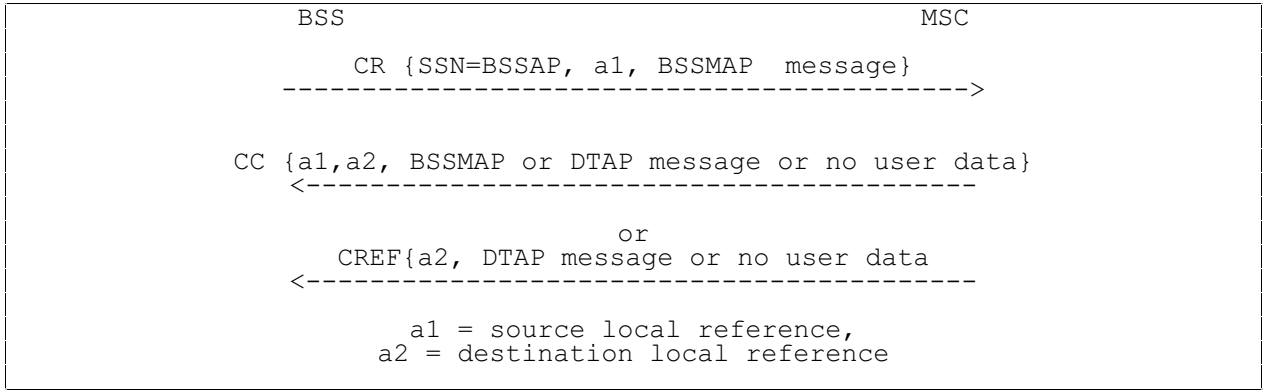 BSS MSC
CR {SSN=BSSAP, a1, BSSMAP message}
-------------------------------------------->
CC {a1,a2, BSSMAP or DTAP message or no user data}
<------------------------------------------
or
CREF{a2, DTAP message or no user data
<------------------------------------------
a1 = source local reference,
a2 = destination local reference